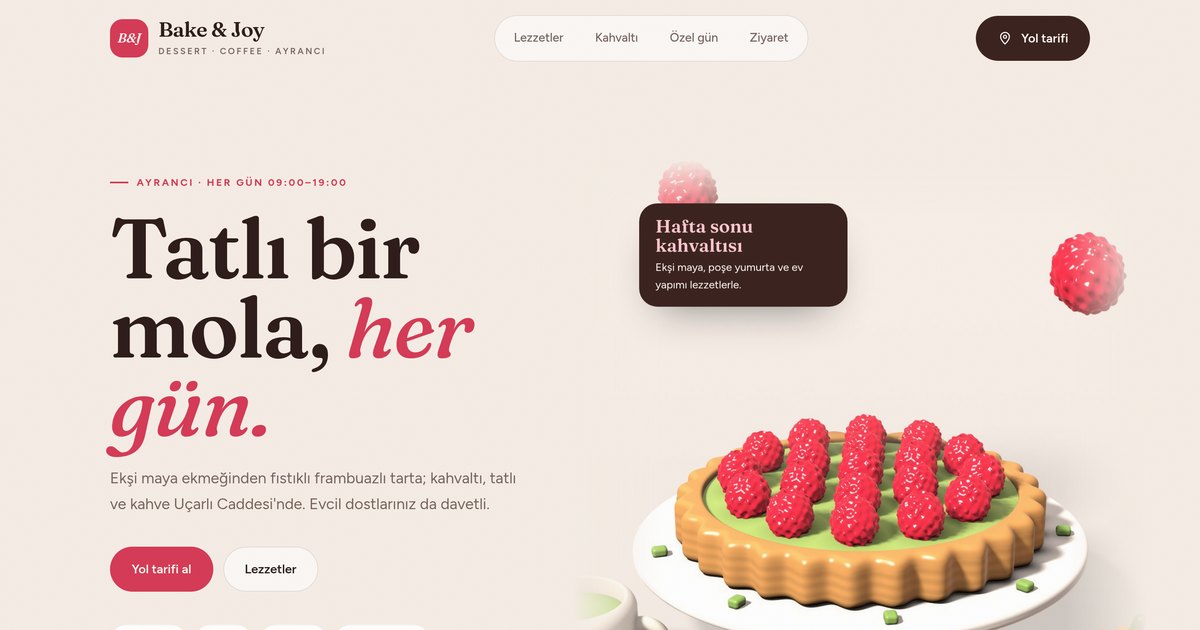 B&J
Bake & Joy
DESSERT · COFFEE · AYRANCI
Lezzetler
Kahvaltı
Özel gün
Ziyaret
Yol tarifi
AYRANCI · HER GÜN 09:00–19:00
Tatlı bir
mola, her
gün.
Ekşi maya ekmeğinden fıstıklı frambuazlı tarta; kahvaltı, tatlı
ve kahve Uçarlı Caddesi'nde. Evcil dostlarınız da davetli.
Yol tarifi al
Lezzetler
Hafta sonu
kahvaltısı
Ekşi maya, poşe yumurta ve ev
yapımı lezzetlerle.